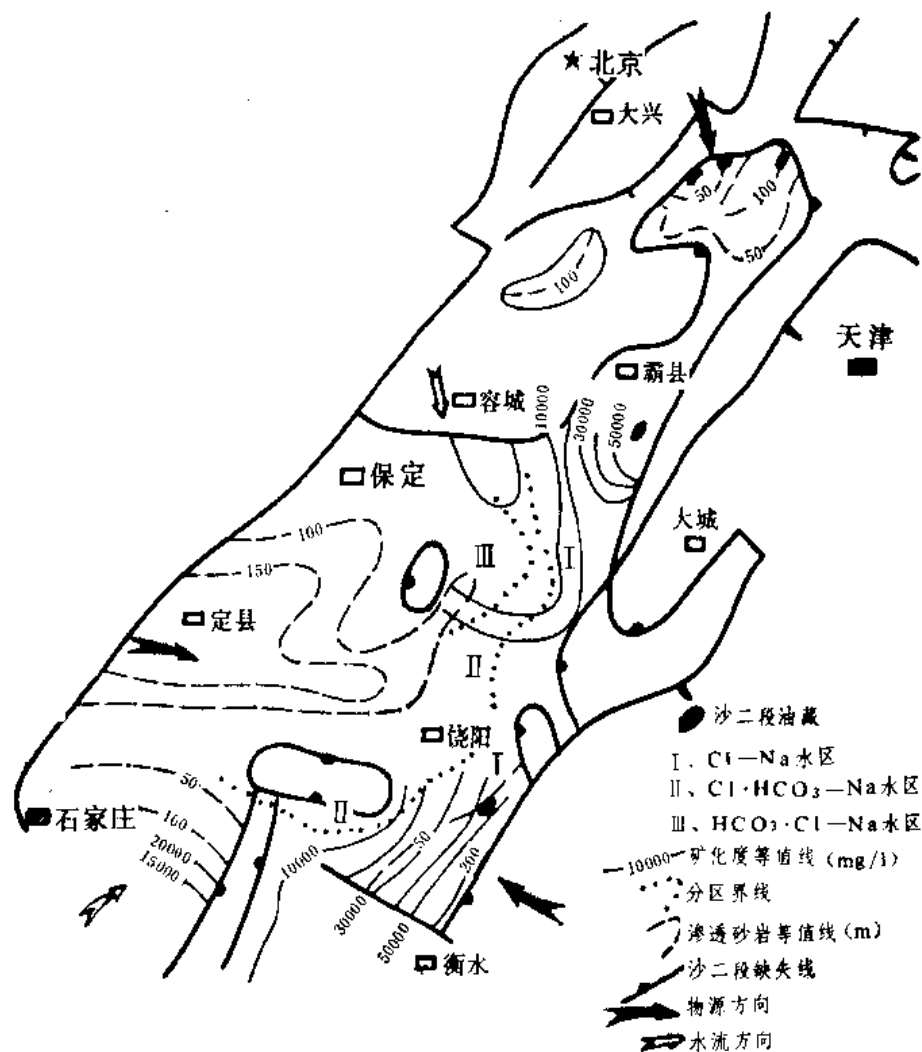 北京
大兴
50
100
50
100
天津
霸县
容城
10000
30000
50000
保定
大城
100
Ⅲ
Ⅰ
150
定县
Ⅱ
饶阳
沙二段油藏
Ⅰ、Cl—Na水区
Ⅰ
50
Ⅱ、Cl·HCO₃—Na水区
石家庄
100
Ⅱ
Ⅲ、HCO₃·Cl—Na水区
20000
15000
10000
50
200
10000 矿化度等值线(mg/l)
分区界线
30000
50000
渗透砂岩等值线(m)
衡水
沙二段缺失线
物源方向
水流方向